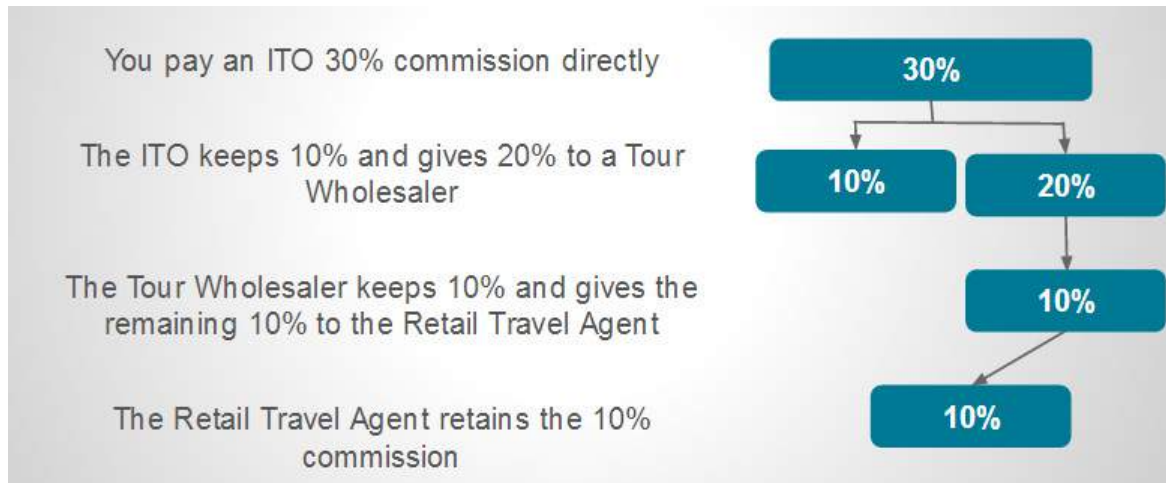 You pay an ITO 30% commission directly
30%
The ITO keeps 10% and gives 20% to a Tour
Wholesaler
10%
20%
The Tour Wholesaler keeps 10% and gives the
remaining 10% to the Retail Travel Agent
10%
The Retail Travel Agent retains the 10%
commission
10%